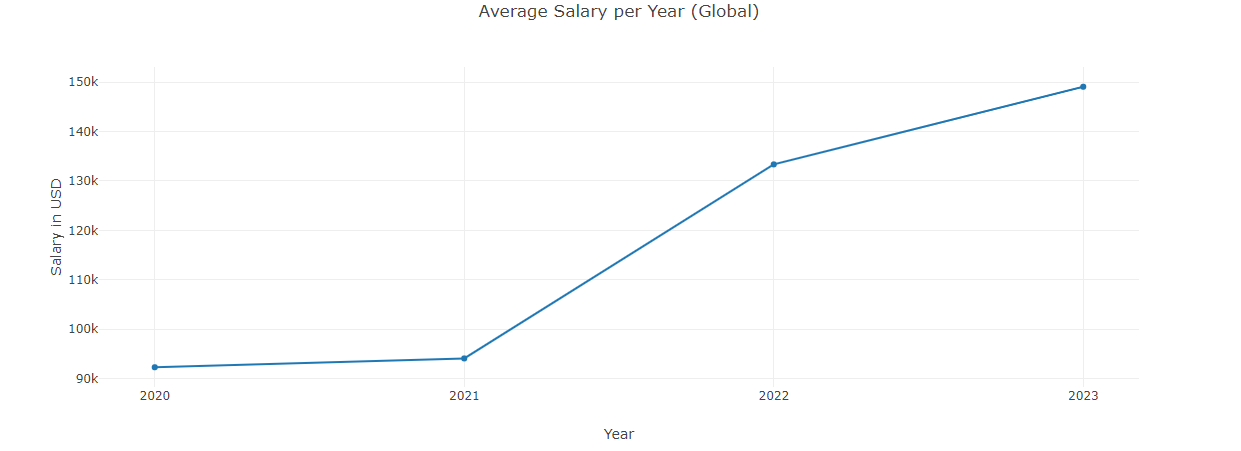 Average Salary per Year (Global)
150k
140k
130k
120k
110k
100k
90k
Salary in USD
2020 2021 2022 2023
Year